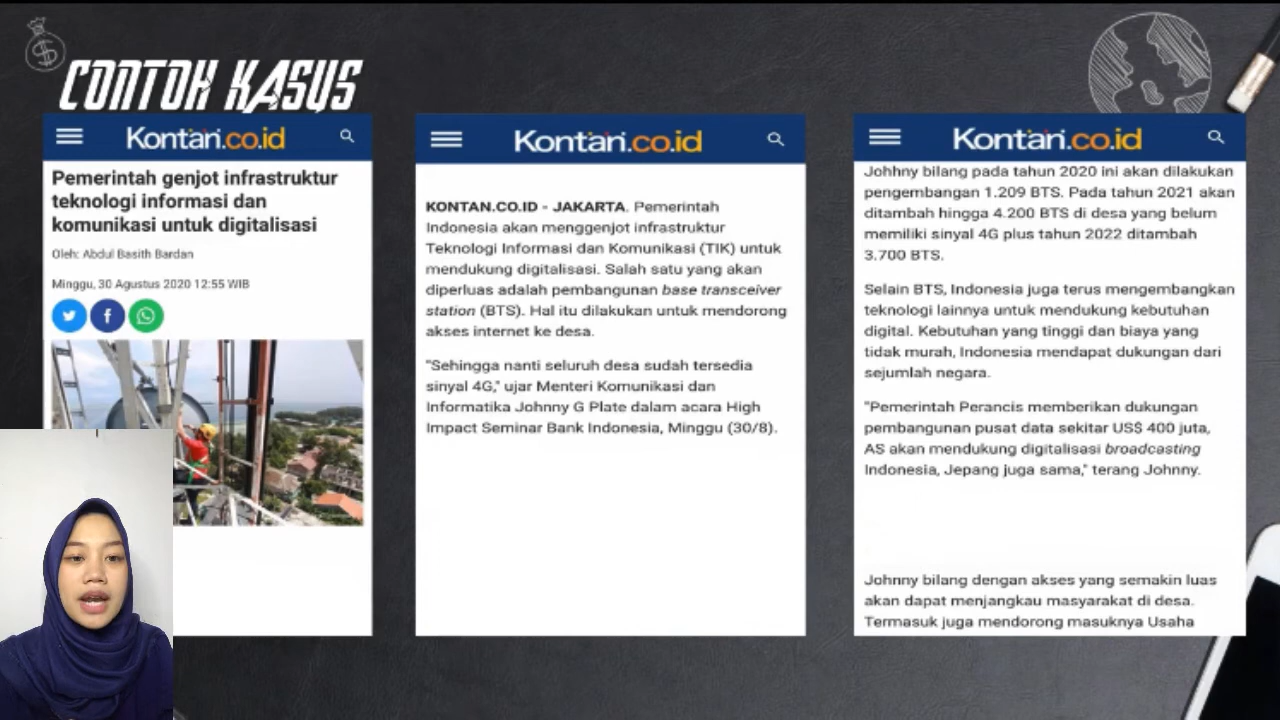 CONTOH KASUS
Kontan.co.id
Pemerintah genjot infrastruktur
teknologi informasi dan
komunikasi untuk digitalisasi
Oleh: Abdul Basith Bardan
Minggu, 30 Agustus 2020 12:55 WIB
Kontan.co.id
KONTAN.CO.ID - JAKARTA. Pemerintah
Indonesia akan menggenjot infrastruktur
Teknologi Informasi dan Komunikasi (TIK) untuk
mendukung digitalisasi. Salah satu yang akan
diperluas adalah pembangunan base transceiver
station (BTS). Hal itu dilakukan untuk mendorong
akses internet ke desa.
"Sehingga nanti seluruh desa sudah tersedia
sinyal 4G," ujar Menteri Komunikasi dan
Informatika Johnny G Plate dalam acara High
Impact Seminar Bank Indonesia, Minggu (30/8).
Kontan.co.id
Johhny bilang pada tahun 2020 ini akan dilakukan
pengembangan 1.209 BTS. Pada tahun 2021 akan
ditambah hingga 4.200 BTS di desa yang belum
memiliki sinyal 4G plus tahun 2022 ditambah
3.700 BTS.
Selain BTS, Indonesia juga terus mengembangkan
teknologi lainnya untuk mendukung kebutuhan
digital. Kebutuhan yang tinggi dan biaya yang
tidak murah, Indonesia mendapat dukungan dari
sejumlah negara.
"Pemerintah Perancis memberikan dukungan
pembangunan pusat data sekitar US$ 400 juta,
AS akan mendukung digitalisasi broadcasting
Indonesia, Jepang juga sama," terang Johnny.
Johnny bilang dengan akses yang semakin luas
akan dapat menjangkau masyarakat di desa.
Termasuk juga mendorong masuknya Usaha